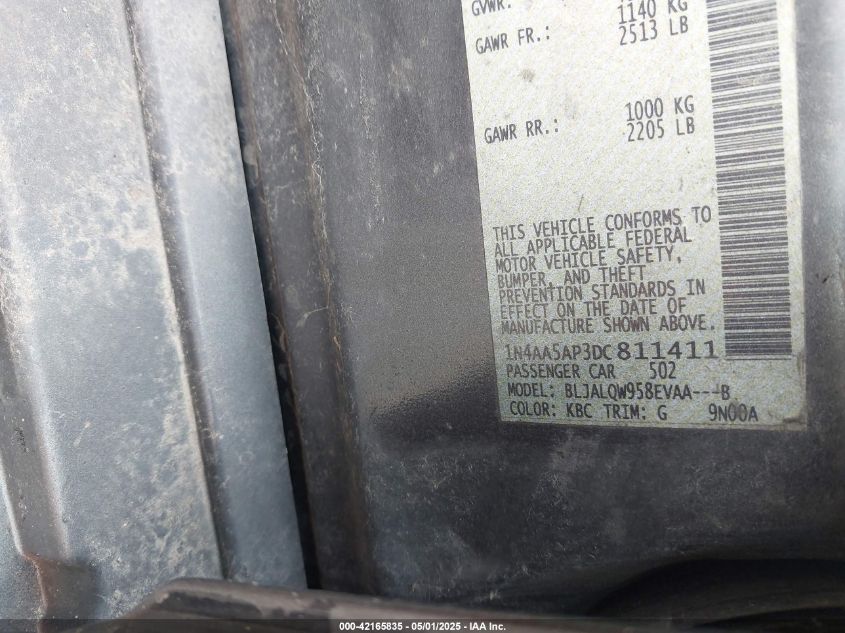 GVWR:
1140 KG
GAWR FR.: 2513 LB
1000 KG
GAWR RR.: 2205 LB
THIS VEHICLE CONFORMS TO
ALL APPLICABLE FEDERAL
MOTOR VEHICLE SAFETY,
BUMPER, AND THEFT
PREVENTION STANDARDS IN
EFFECT ON THE DATE OF
MANUFACTURE SHOWN ABOVE.
1N4AA5AP3DC811411
PASSENGER CAR 502
MODEL: BLJALQW958EVAA---B
COLOR: KBC TRIM: G 9N00A
000-42165835 - 05/01/2025 - IAA Inc.